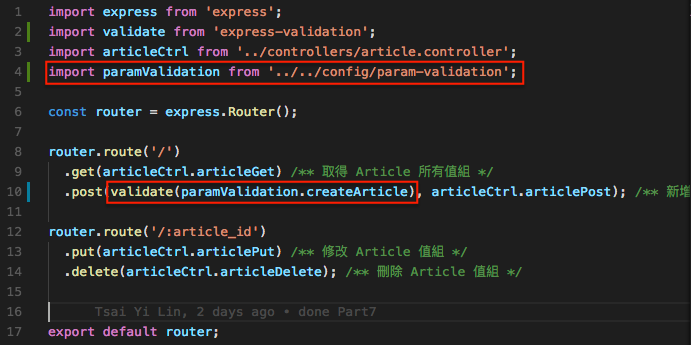 1 import express from 'express';
2 import validate from 'express-validation';
3 import articleCtrl from '../controllers/article.controller';
4 import paramValidation from '../../config/param-validation';
5
6 const router = express.Router();
7
8 router.route('/')
9 .get(articleCtrl.articleGet) /** 取得 Article 所有值組 */
10 .post(validate(paramValidation.createArticle), articleCtrl.articlePost); /** 新增
11
12 router.route('/:article_id')
13 .put(articleCtrl.articlePut) /** 修改 Article 值組 */
14 .delete(articleCtrl.articleDelete); /** 刪除 Article 值組 */
15
16 Tsai Yi Lin, 2 days ago • done Part7
17 export default router;